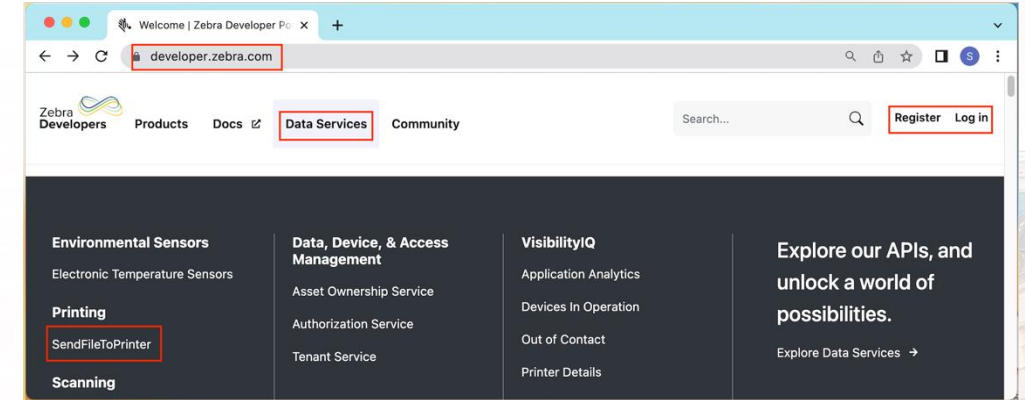 Welcome | Zebra Developer Po
developer.zebra.com
S
Zebra
Developers
Products
Docs
Data Services
Community
Search...
Register
Log in
Environmental Sensors
Electronic Temperature Sensors
Printing
SendFileToPrinter
Scanning
Data, Device, & Access
Management
Asset Ownership Service
Authorization Service
Tenant Service
VisibilityIQ
Application Analytics
Devices In Operation
Out of Contact
Printer Details
Explore our APIs, and
unlock a world of
possibilities.
Explore Data Services →